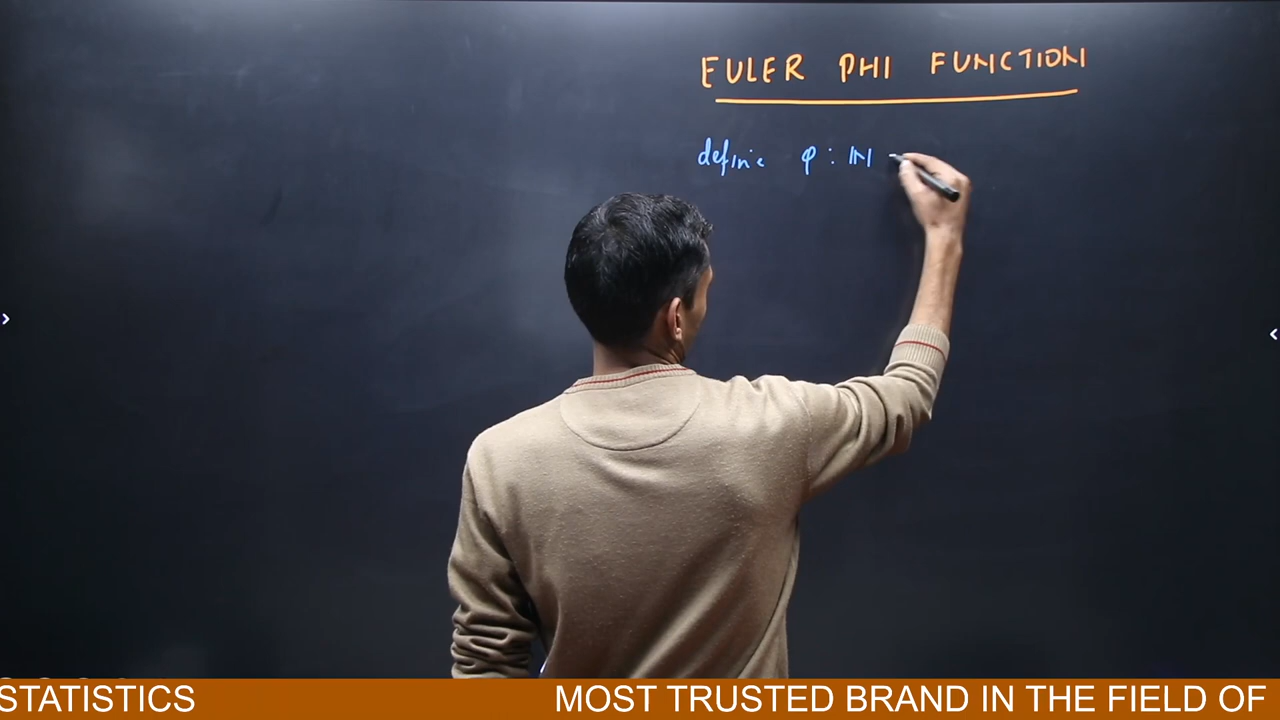 EULER PHI FUNCTION
define φ : ℕ
STATISTICS MOST TRUSTED BRAND IN THE FIELD OF